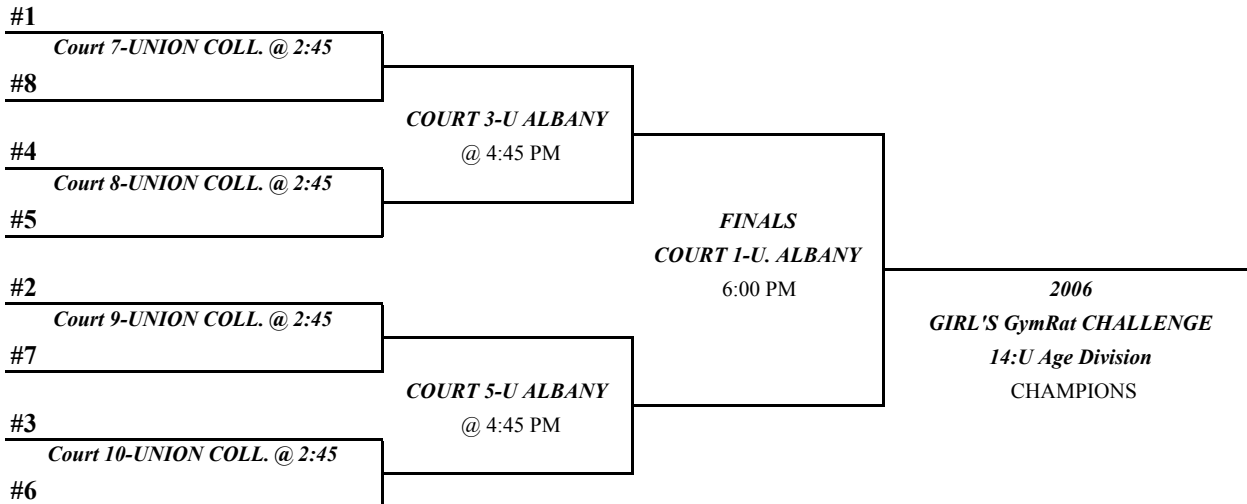 #1
Court 7-UNION COLL. @ 2:45
#8
COURT 3-U ALBANY
@ 4:45 PM
#4
Court 8-UNION COLL. @ 2:45
#5
FINALS
COURT 1-U. ALBANY
6:00 PM
#2
Court 9-UNION COLL. @ 2:45
#7
COURT 5-U ALBANY
@ 4:45 PM
#3
Court 10-UNION COLL. @ 2:45
#6
2006
GIRL'S GymRat CHALLENGE
14:U Age Division
CHAMPIONS